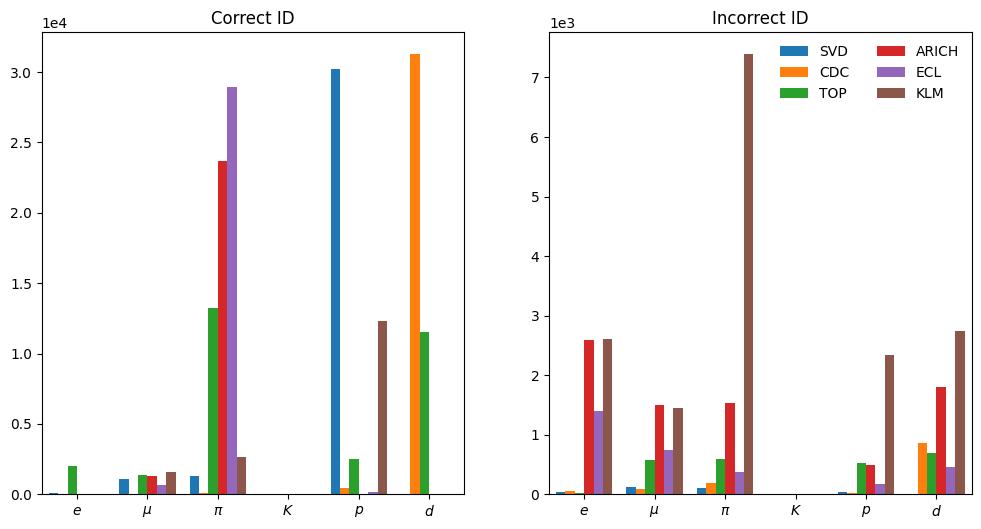 Correct ID
1e4
3.0
2.5
2.0
1.5
1.0
0.5
0.0
e μ π K p d
Incorrect ID
1e3
SVD ARICH
CDC ECL
TOP KLM
7
6
5
4
3
2
1
0
e μ π K p d